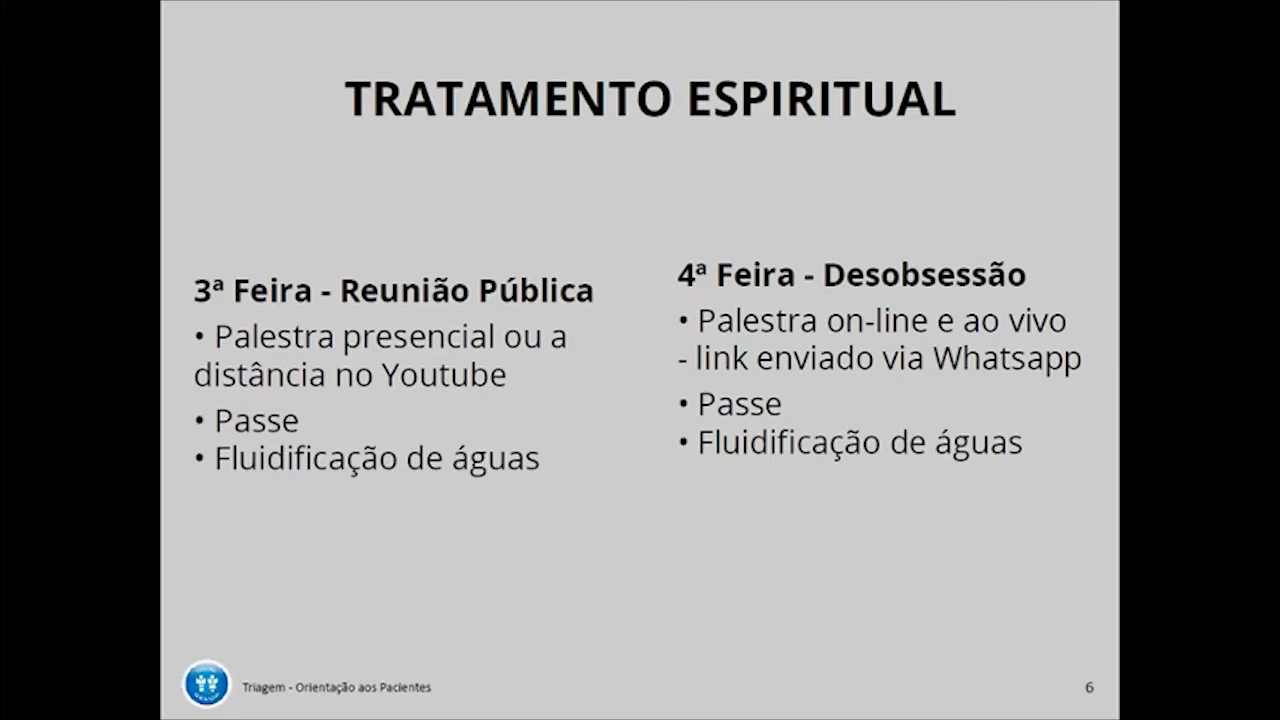 TRATAMENTO ESPIRITUAL
3ª Feira - Reunião Pública
• Palestra presencial ou a
distância no Youtube
• Passe
• Fluidificação de águas
4ª Feira - Desobsessão
• Palestra on-line e ao vivo
- link enviado via Whatsapp
• Passe
• Fluidificação de águas
Triagem - Orientação aos Pacientes
6